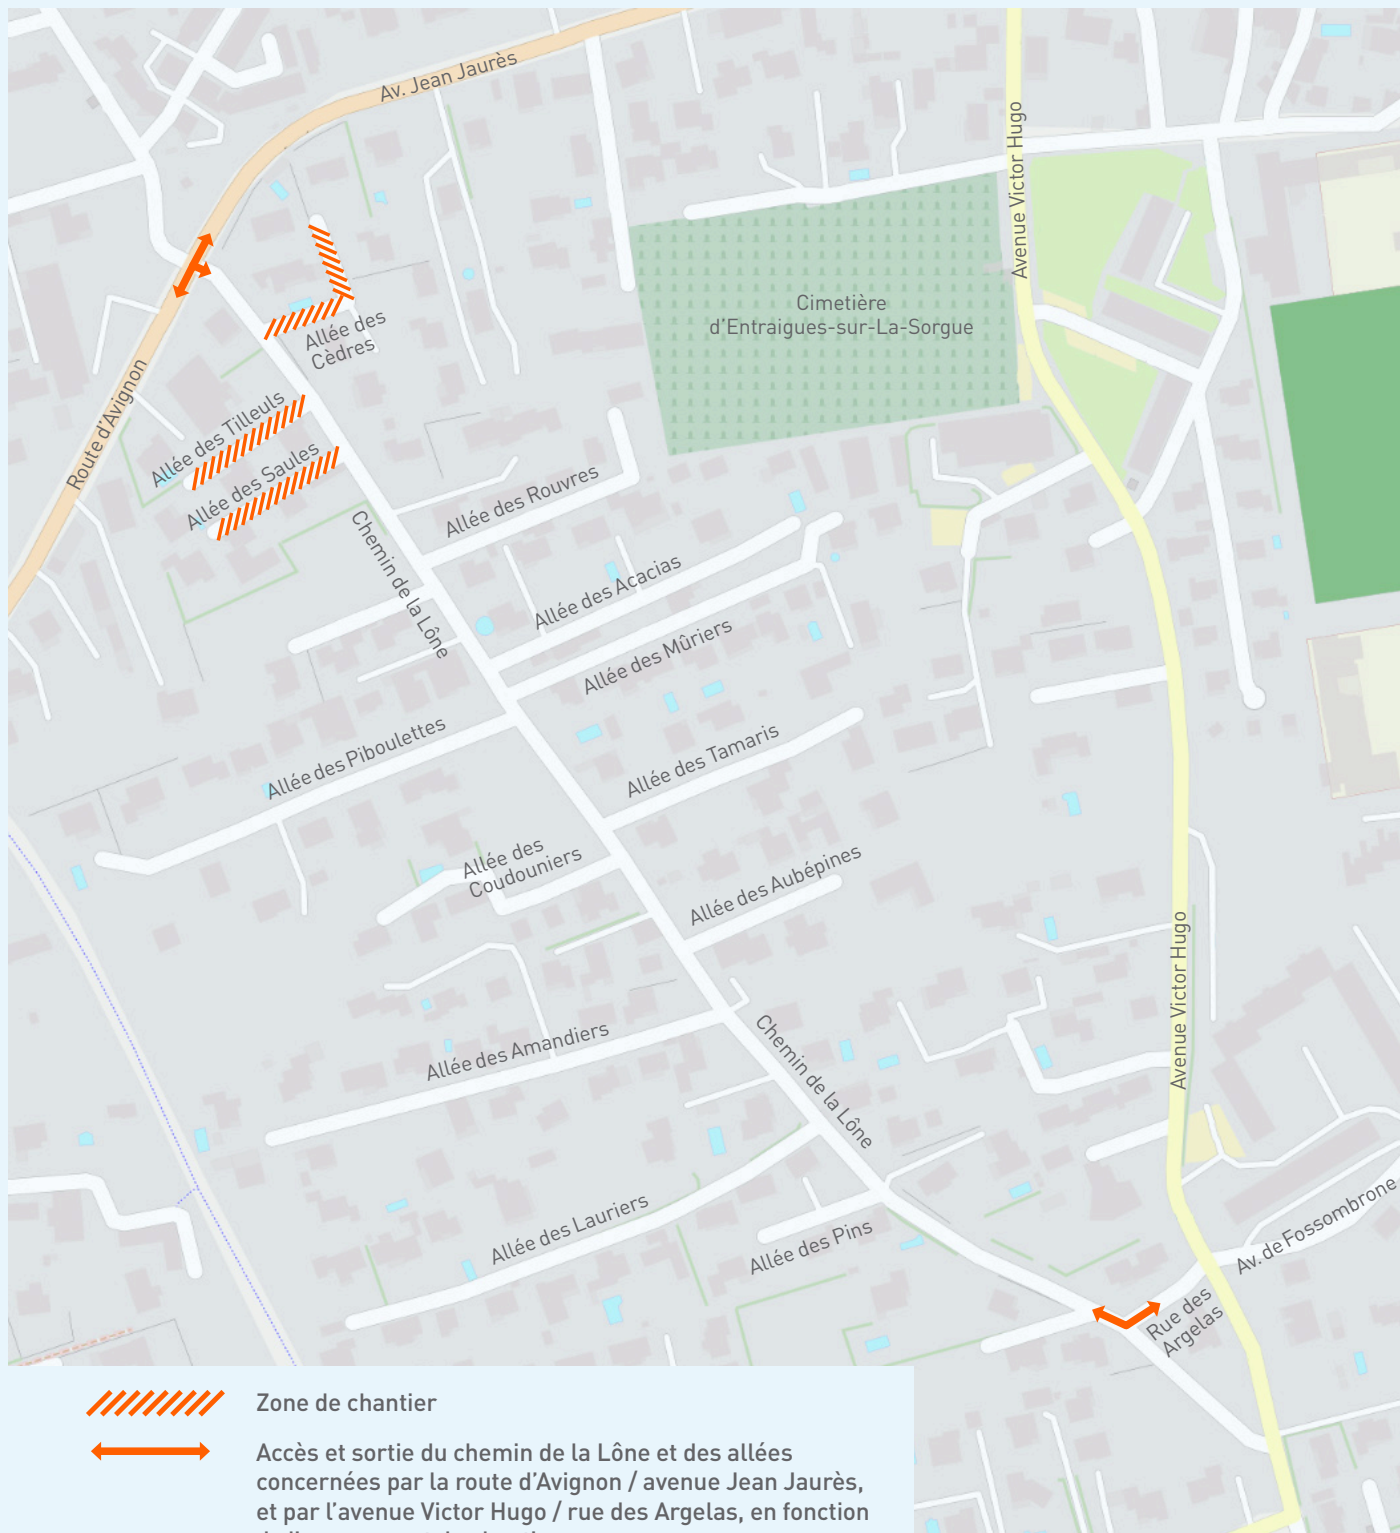 Av. Jean Jaurès
Avenue Victor Hugo
Cimetière
d'Entraigues-sur-La-Sorgue
Allée des
Cèdres
Route d'Avignon
Allée des Tilleuls
Allée des Saules
Allée des Rouvres
Chemin de la Lône
Allée des Acacias
Allée des Mûriers
Allée des Piboulettes
Allée des Tamaris
Allée des
Coudouniers
Allée des Aubépines
Avenue Victor Hugo
Allée des Amandiers
Chemin de la Lône
Allée des Lauriers
Allée des Pins
Av. de Fossombrone
Rue des
Argelas
Zone de chantier
Accès et sortie du chemin de la Lône et des allées
concernées par la route d'Avignon / avenue Jean Jaurès,
et par l'avenue Victor Hugo / rue des Argelas, en fonction